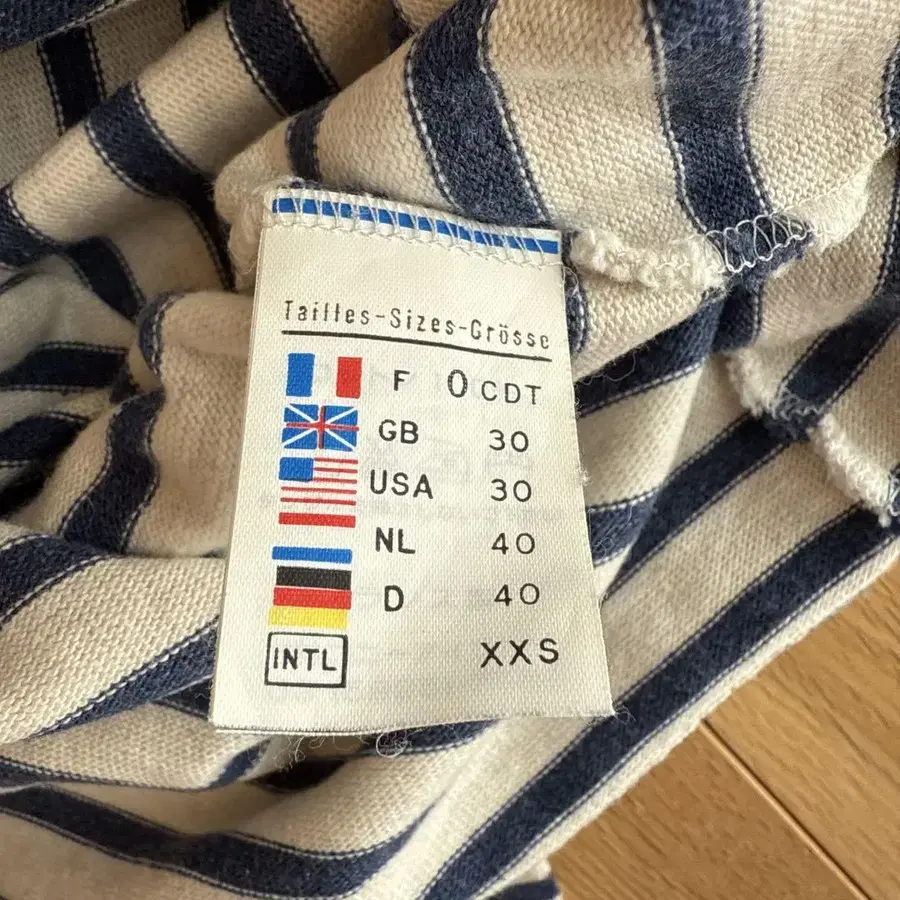 Tailles-Sizes-Grösse
F 0 CDT
GB 30
USA 30
NL 40
D 40
INTL XXS